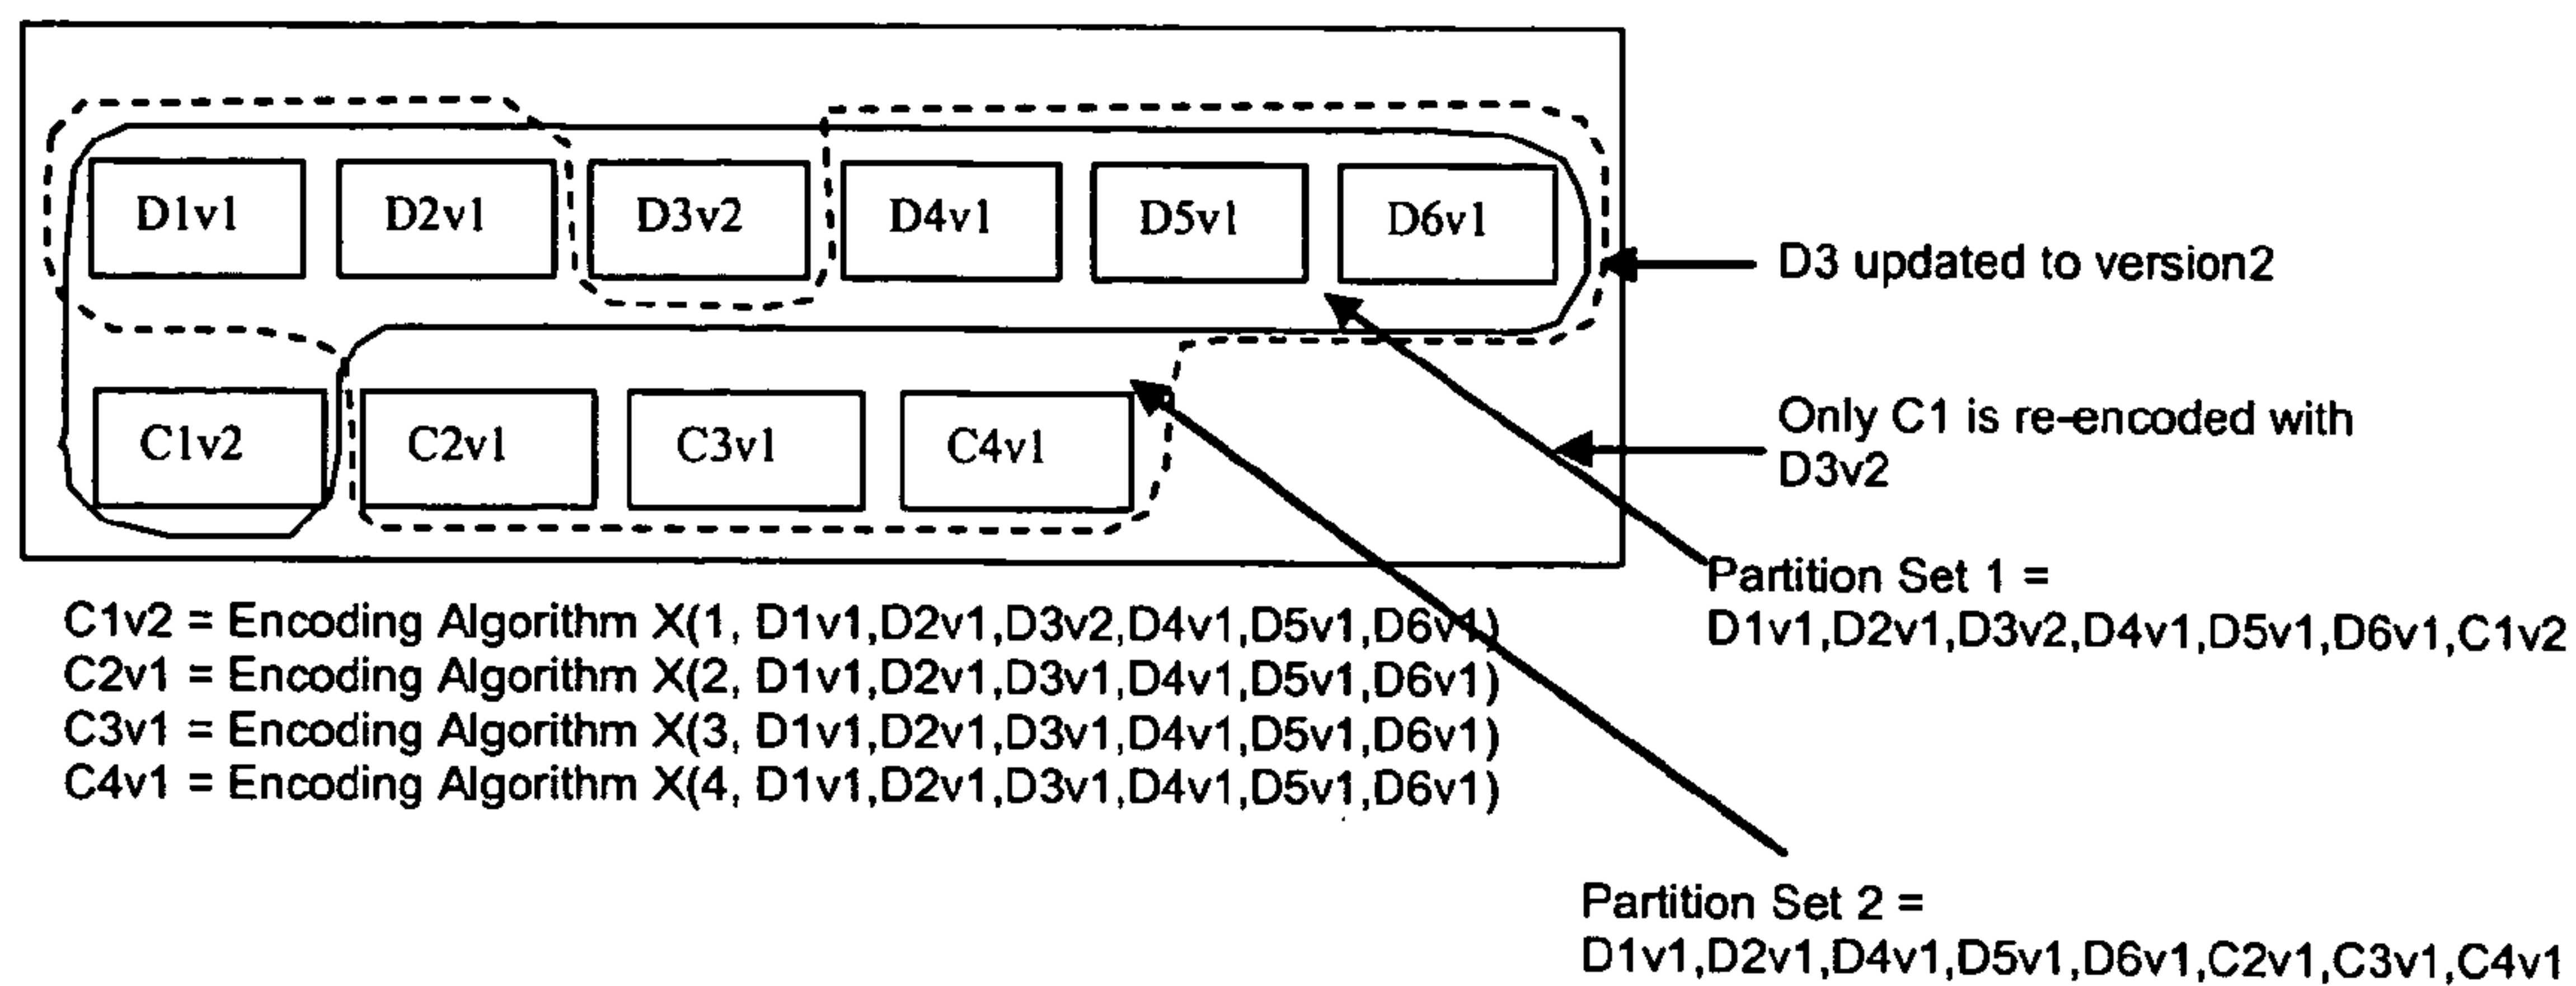 D1v1 D2v1 D3v2 D4v1 D5v1 D6v1
D3 updated to version2
C1v2 C2v1 C3v1 C4v1
Only C1 is re-encoded with
D3v2
Partition Set 1 =
D1v1,D2v1,D3v2,D4v1,D5v1,D6v1,C1v2
C1v2 = Encoding Algorithm X(1, D1v1,D2v1,D3v2,D4v1,D5v1,D6v1)
C2v1 = Encoding Algorithm X(2, D1v1,D2v1,D3v1,D4v1,D5v1,D6v1)
C3v1 = Encoding Algorithm X(3, D1v1,D2v1,D3v1,D4v1,D5v1,D6v1)
C4v1 = Encoding Algorithm X(4, D1v1,D2v1,D3v1,D4v1,D5v1,D6v1)
Partition Set 2 =
D1v1,D2v1,D4v1,D5v1,D6v1,C2v1,C3v1,C4v1